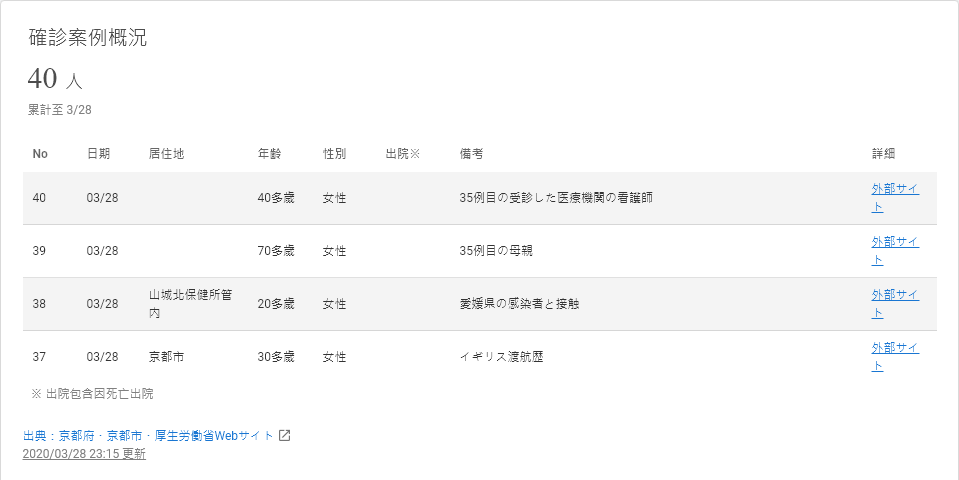 確診案例概況
40 人
累計至 3/28
No 日期 居住地 年齡 性別 出院※ 備考 詳細
40 03/28 40多歲 女性 35例目の受診した医療機関の看護師 外部サイ
ト
39 03/28 70多歲 女性 35例目の母親 外部サイ
ト
38 03/28 山城北保健所管 20多歲 女性 愛媛県の感染者と接触 外部サイ
内 ト
37 03/28 京都市 30多歲 女性 イギリス渡航歴 外部サイ
ト
※ 出院包含因死亡出院
出典：京都府・京都市・厚生労働省Webサイト
2020/03/28 23:15 更新